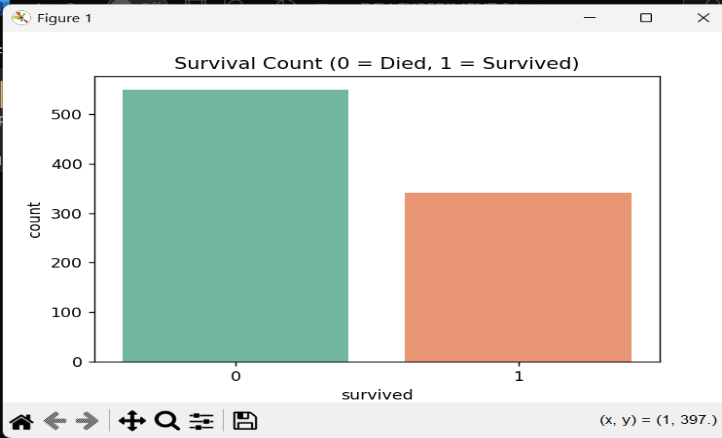 Figure 1
Survival Count (0 = Died, 1 = Survived)
500
400
300
200
100
0
count
0 1
survived
(x, y) = (1, 397.)